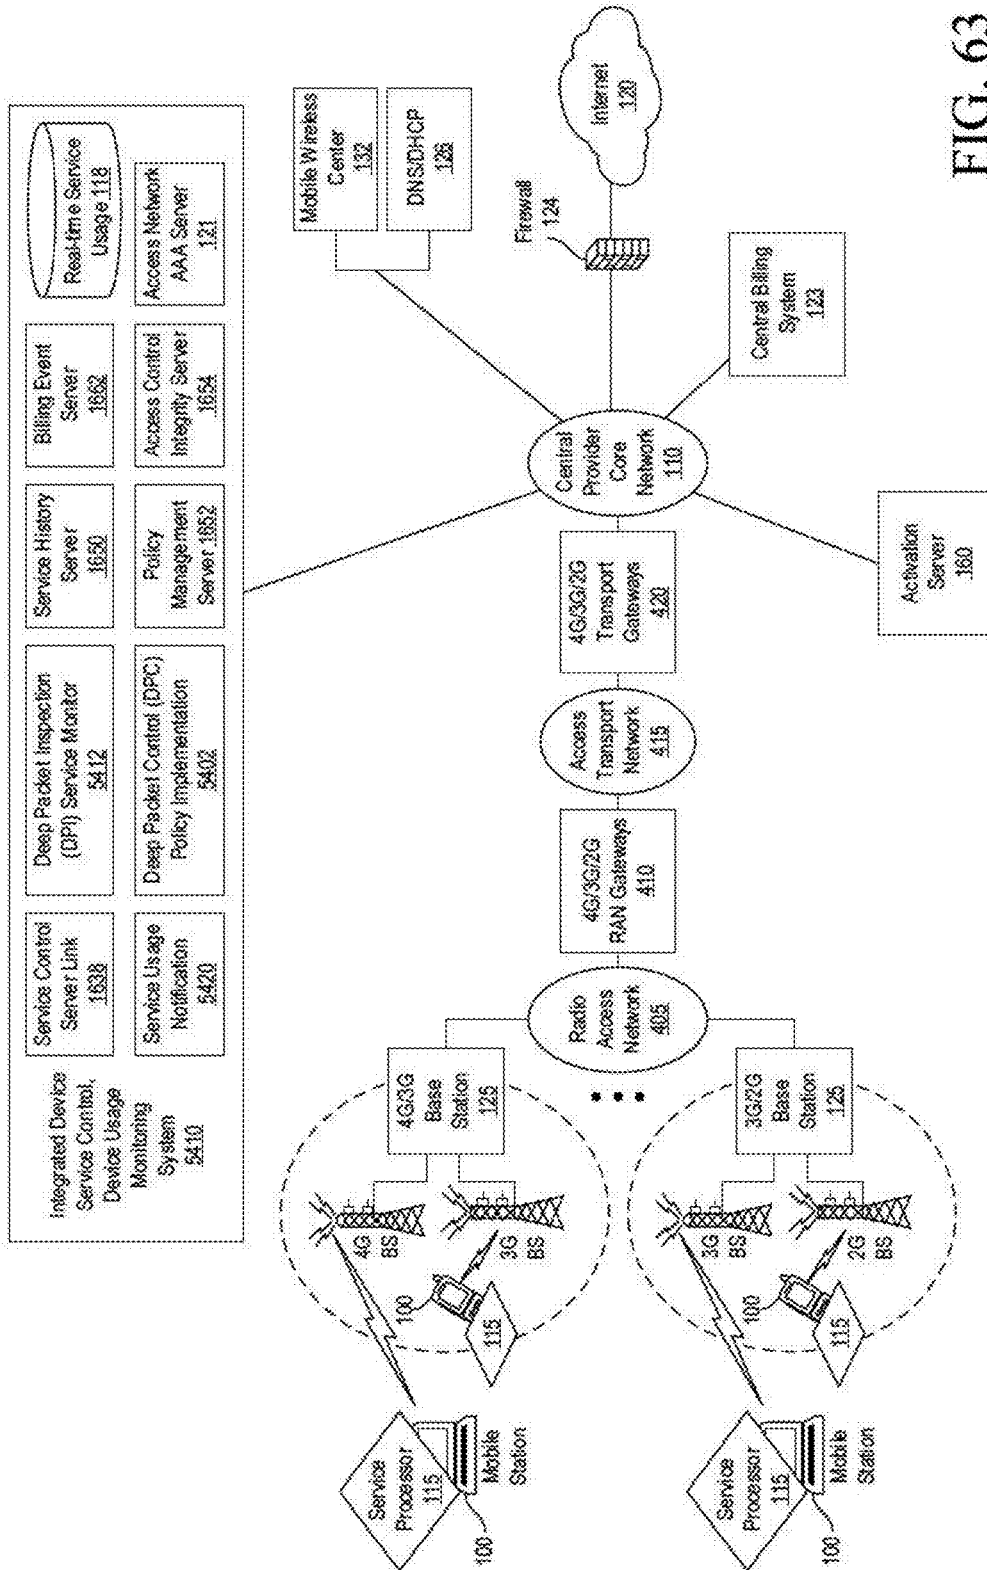 Integrated Device
Service Control,
Device Usage
Monitoring
System
5410
Service Control
Server Link
1638
Deep Packet Inspection
(DPI) Service Monitor
5412
Service History
Server
1650
Billing Event
Server
1662
Real-time Service
Usage 118
Service Usage
Notification
5420
Deep Packet Control (DPC)
Policy Implementation
5402
Policy
Management
Server 1652
Access Control
Integrity Server
1654
Access Network
AAA Server
121
Mobile Wireless
Center
132
DNS/DHCP
126
Firewall
124
Internet
120
Central
Provider
Core
Network
110
Central Billing
System
123
Activation
Server
160
4G/3G/2G
Transport
Gateways
420
Access
Transport
Network
415
4G/3G/2G
RAN Gateways
410
Radio
Access
Network
405
4G/3G
Base
Station
125
4G
BS
3G
BS
100
115
Service
Processor
115
100
Mobile
Station
3G/2G
Base
Station
125
3G
BS
2G
BS
100
115
Service
Processor
115
100
Mobile
Station
FIG. 63